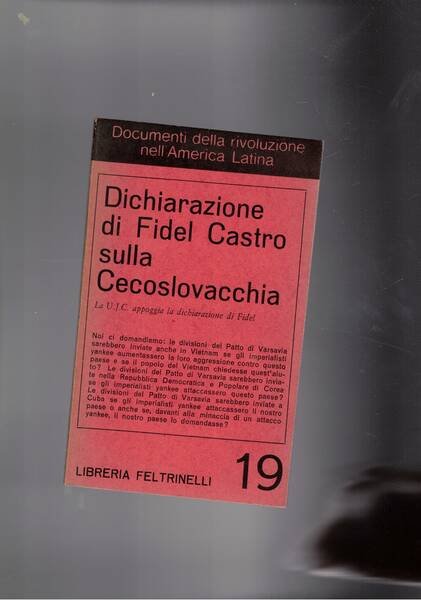 Documenti della rivoluzione
nell'America Latina
Dichiarazione
di Fidel Castro
sulla
Cecoslovacchia
La U.J.C. appoggia la dichiarazione di Fidel
Noi ci domandiamo: le divisioni del Patto di Varsavia
sarebbero inviate anche in Vietnam se gli imperialisti
yankee aumentassero la loro aggressione contro questo
paese e se il popolo del Vietnam chiedesse quest'aiu-
to? Le divisioni del Patto di Varsavia sarebbero invia-
te nella Repubblica Democratica e Popolare di Corea
se gli imperialisti yankee attaccassero questo paese?
Le divisioni del Patto di Varsavia sarebbero inviate a
Cuba se gli imperialisti yankee attaccassero il nostro
paese o anche se, davanti alla minaccia di un attacco
yankee, il nostro paese lo domandasse?
LIBRERIA FELTRINELLI 19